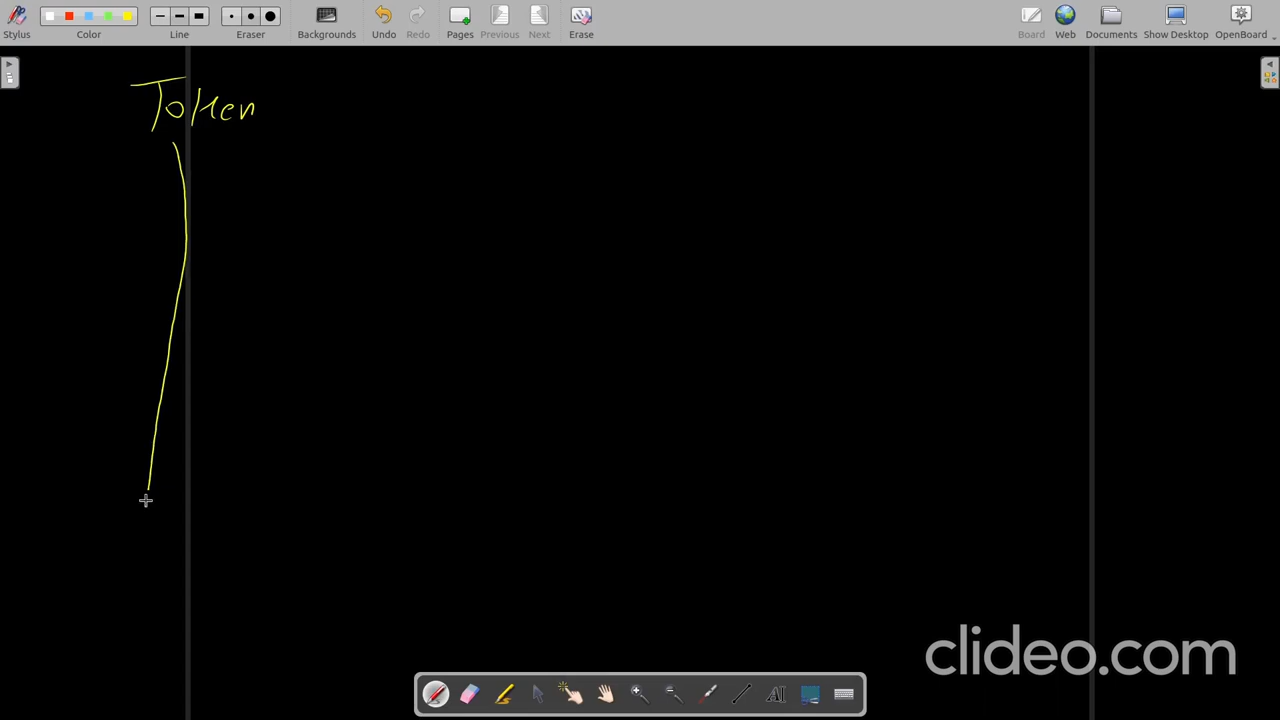 Stylus
Color
Line
Eraser
Backgrounds
Undo
Redo
Pages
Previous
Next
Erase
Board
Web
Documents
Show Desktop
OpenBoard
Token
clideo.com
AI